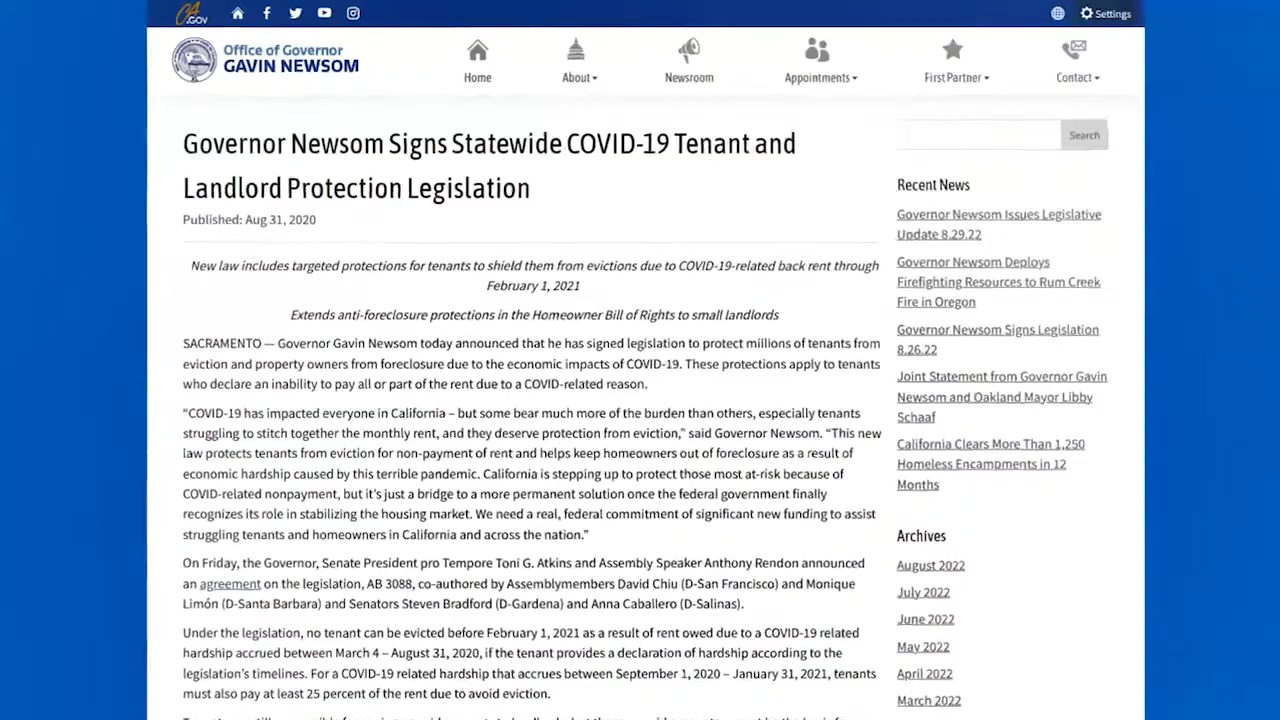 CA
.GOV
Settings
Office of Governor
GAVIN NEWSOM
Home
About
Newsroom
Appointments
First Partner
Contact
Governor Newsom Signs Statewide COVID-19 Tenant and
Landlord Protection Legislation
Published: Aug 31, 2020
New law includes targeted protections for tenants to shield them from evictions due to COVID-19-related back rent through
February 1, 2021
Extends anti-foreclosure protections in the Homeowner Bill of Rights to small landlords
SACRAMENTO — Governor Gavin Newsom today announced that he has signed legislation to protect millions of tenants from
eviction and property owners from foreclosure due to the economic impacts of COVID-19. These protections apply to tenants
who declare an inability to pay all or part of the rent due to a COVID-related reason.
“COVID-19 has impacted everyone in California – but some bear much more of the burden than others, especially tenants
struggling to stitch together the monthly rent, and they deserve protection from eviction,” said Governor Newsom. “This new
law protects tenants from eviction for non-payment of rent and helps keep homeowners out of foreclosure as a result of
economic hardship caused by this terrible pandemic. California is stepping up to protect those most at-risk because of
COVID-related nonpayment, but it’s just a bridge to a more permanent solution once the federal government finally
recognizes its role in stabilizing the housing market. We need a real, federal commitment of significant new funding to assist
struggling tenants and homeowners in California and across the nation.”
On Friday, the Governor, Senate President pro Tempore Toni G. Atkins and Assembly Speaker Anthony Rendon announced
an agreement on the legislation, AB 3088, co-authored by Assemblymembers David Chiu (D-San Francisco) and Monique
Limón (D-Santa Barbara) and Senators Steven Bradford (D-Gardena) and Anna Caballero (D-Salinas).
Under the legislation, no tenant can be evicted before February 1, 2021 as a result of rent owed due to a COVID-19 related
hardship accrued between March 4 – August 31, 2020, if the tenant provides a declaration of hardship according to the
legislation’s timelines. For a COVID-19 related hardship that accrues between September 1, 2020 – January 31, 2021, tenants
must also pay at least 25 percent of the rent due to avoid eviction.
Search
Recent News
Governor Newsom Issues Legislative
Update 8.29.22
Governor Newsom Deploys
Firefighting Resources to Rum Creek
Fire in Oregon
Governor Newsom Signs Legislation
8.26.22
Joint Statement from Governor Gavin
Newsom and Oakland Mayor Libby
Schaaf
California Clears More Than 1,250
Homeless Encampments in 12
Months
Archives
August 2022
July 2022
June 2022
May 2022
April 2022
March 2022